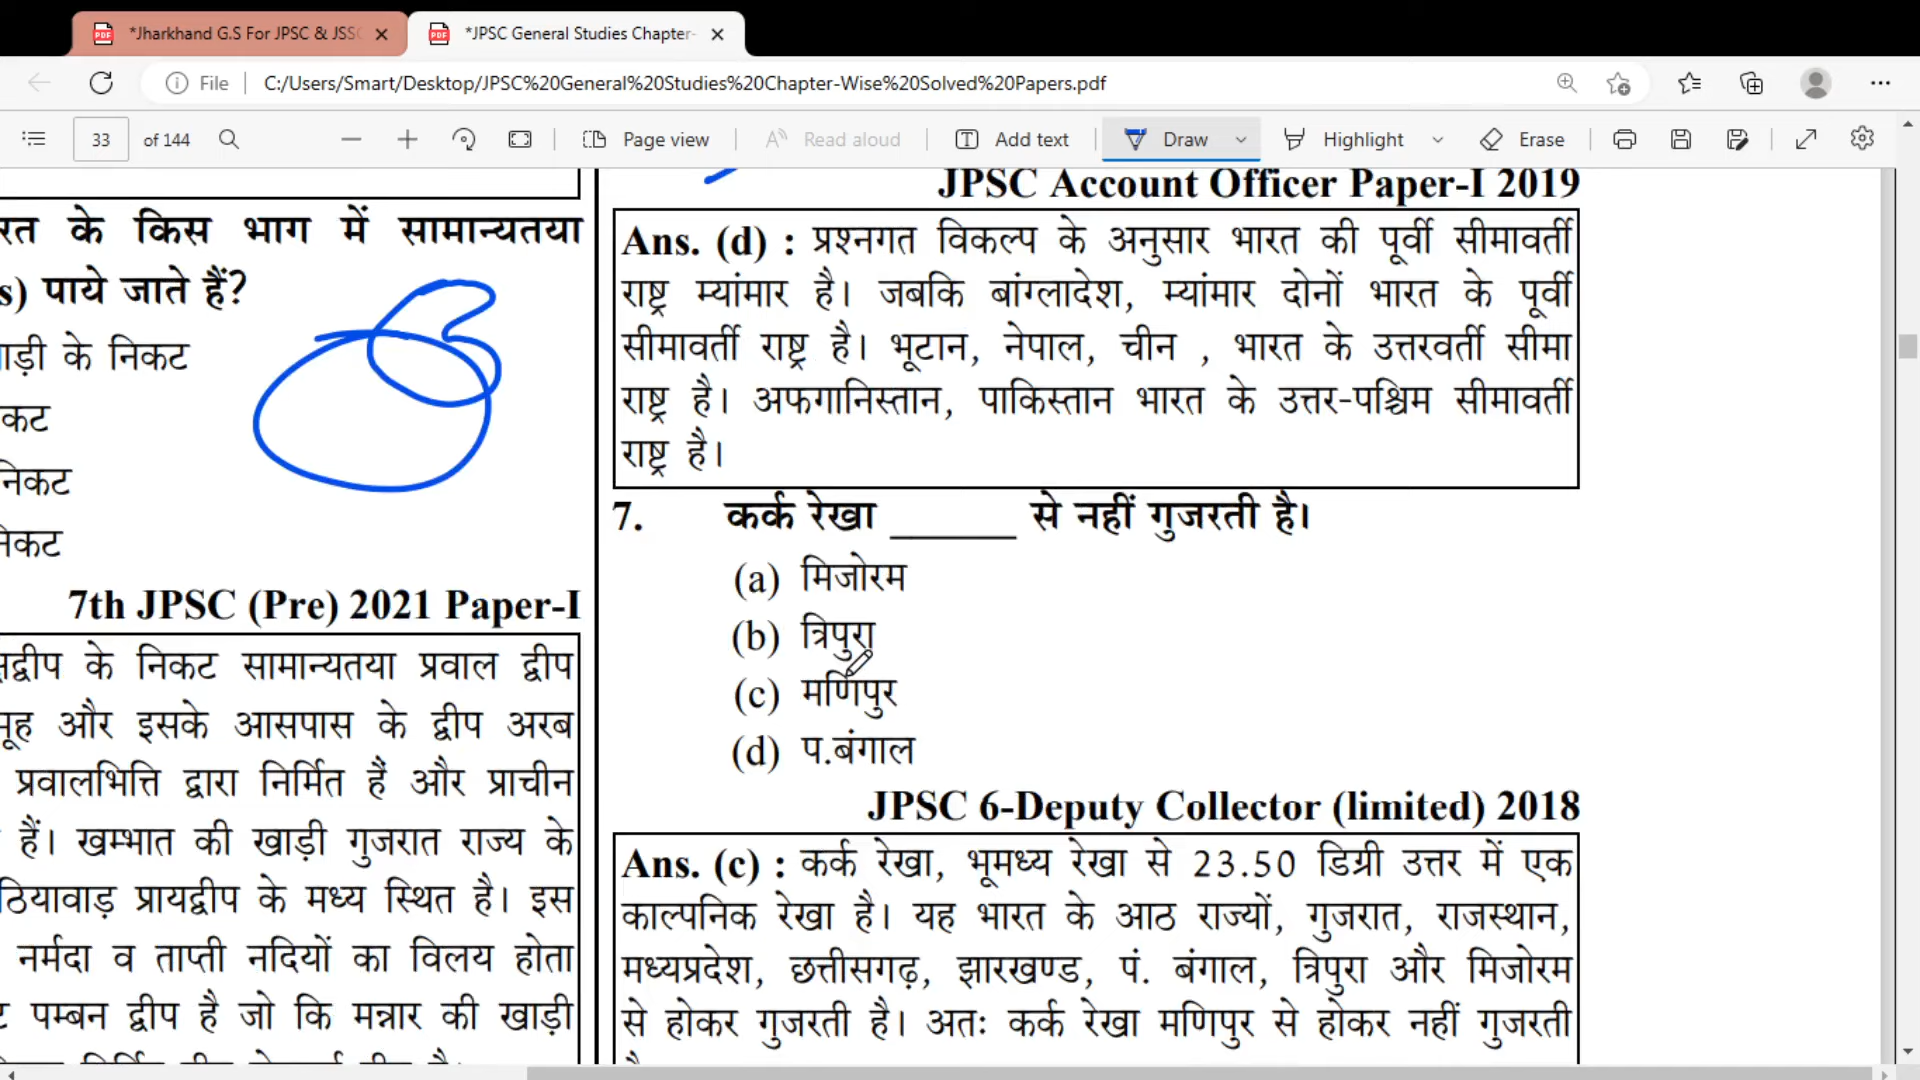 *Jharkhand G.S For JPSC & JSSC
*JPSC General Studies Chapter-
File
C:/Users/Smart/Desktop/JPSC%20General%20Studies%20Chapter-Wise%20Solved%20Papers.pdf
33 of 144
Page view
Read aloud
Add text
Draw
Highlight
Erase
रत के किस भाग में सामान्यतया
s) पाये जाते हैं?
ाड़ी के निकट
कट
निकट
निकट
7th JPSC (Pre) 2021 Paper-I
द्वीप के निकट सामान्यतया प्रवाल द्वीप
मूह और इसके आसपास के द्वीप अरब
प्रवालभित्ति द्वारा निर्मित हैं और प्राचीन
हैं। खम्भात की खाड़ी गुजरात राज्य के
ठियावाड़ प्रायद्वीप के मध्य स्थित है। इस
नर्मदा व ताप्ती नदियों का विलय होता
पम्बन द्वीप है जो कि मन्नार की खाड़ी
JPSC Account Officer Paper-I 2019
Ans. (d) : प्रश्नगत विकल्प के अनुसार भारत की पूर्वी सीमावर्ती
राष्ट्र म्यांमार है। जबकि बांग्लादेश, म्यांमार दोनों भारत के पूर्वी
सीमावर्ती राष्ट्र है। भूटान, नेपाल, चीन , भारत के उत्तरवर्ती सीमा
राष्ट्र है। अफगानिस्तान, पाकिस्तान भारत के उत्तर-पश्चिम सीमावर्ती
राष्ट्र है।
7. कर्क रेखा ______ से नहीं गुजरती है।
(a) मिजोरम
(b) त्रिपुरा
(c) मणिपुर
(d) प.बंगाल
JPSC 6-Deputy Collector (limited) 2018
Ans. (c) : कर्क रेखा, भूमध्य रेखा से 23.50 डिग्री उत्तर में एक
काल्पनिक रेखा है। यह भारत के आठ राज्यों, गुजरात, राजस्थान,
मध्यप्रदेश, छत्तीसगढ़, झारखण्ड, पं. बंगाल, त्रिपुरा और मिजोरम
से होकर गुजरती है। अतः कर्क रेखा मणिपुर से होकर नहीं गुजरती